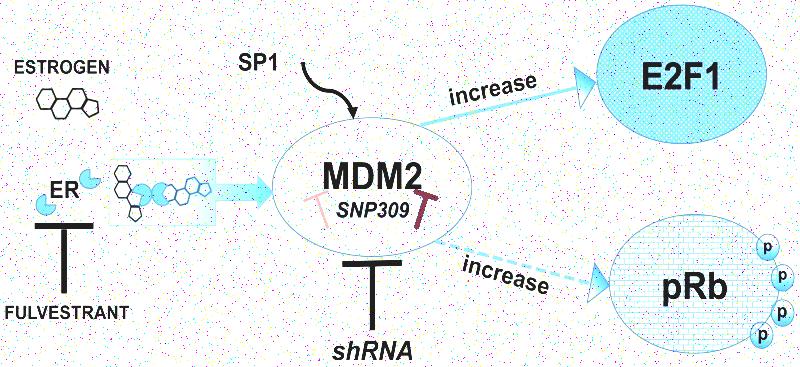 ESTROGEN
SP1
increase
E2F1
ER
MDM2
SNP309
T T
increase
pRb
p
p
p
p
FULVESTRANT
shRNA